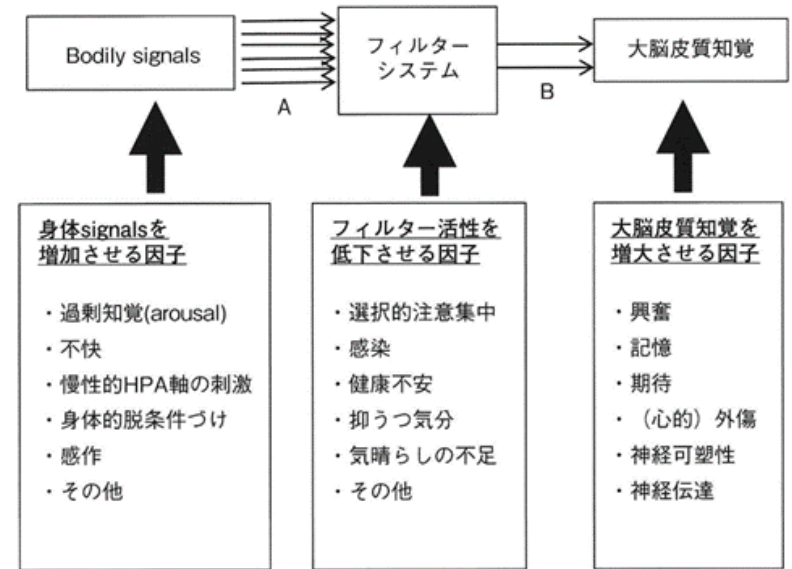 Bodily signals
A
フィルター
システム
B
大脳皮質知覚
身体signalsを
増加させる因子
・過剰知覚(arousal)
・不快
・慢性的HPA軸の刺激
・身体的脱条件づけ
・感作
・その他
フィルター活性を
低下させる因子
・選択的注意集中
・感染
・健康不安
・抑うつ気分
・気晴らしの不足
・その他
大脳皮質知覚を
増大させる因子
・興奮
・記憶
・期待
・（心的）外傷
・神経可塑性
・神経伝達